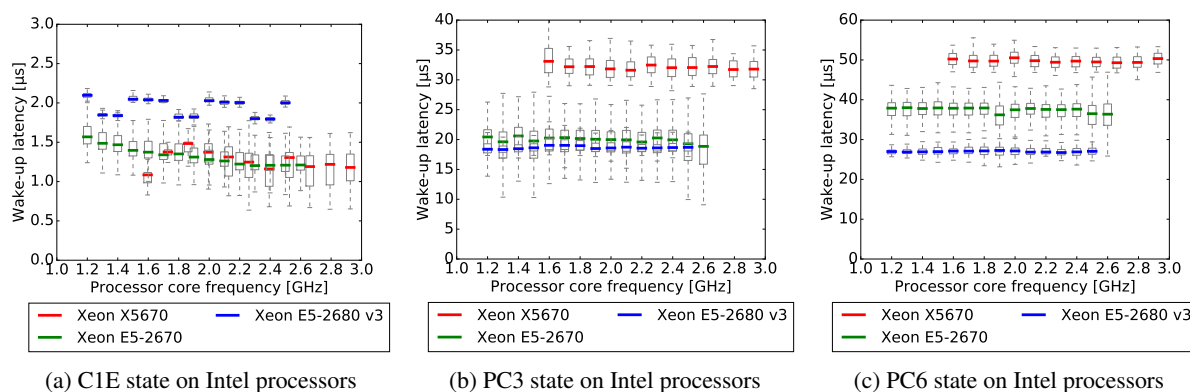 3.0
2.5
2.0
1.5
1.0
0.5
0.0
Wake-up latency [µs]
1.0 1.2 1.4 1.6 1.8 2.0 2.2 2.4 2.6 2.8 3.0
Processor core frequency [GHz]
Xeon X5670
Xeon E5-2670
Xeon E5-2680 v3
(a) C1E state on Intel processors
40
35
30
25
20
15
10
5
0
Wake-up latency [µs]
1.0 1.2 1.4 1.6 1.8 2.0 2.2 2.4 2.6 2.8 3.0
Processor core frequency [GHz]
Xeon X5670
Xeon E5-2670
Xeon E5-2680 v3
(b) PC3 state on Intel processors
60
50
40
30
20
10
0
Wake-up latency [µs]
1.0 1.2 1.4 1.6 1.8 2.0 2.2 2.4 2.6 2.8 3.0
Processor core frequency [GHz]
Xeon X5670
Xeon E5-2670
Xeon E5-2680 v3
(c) PC6 state on Intel processors